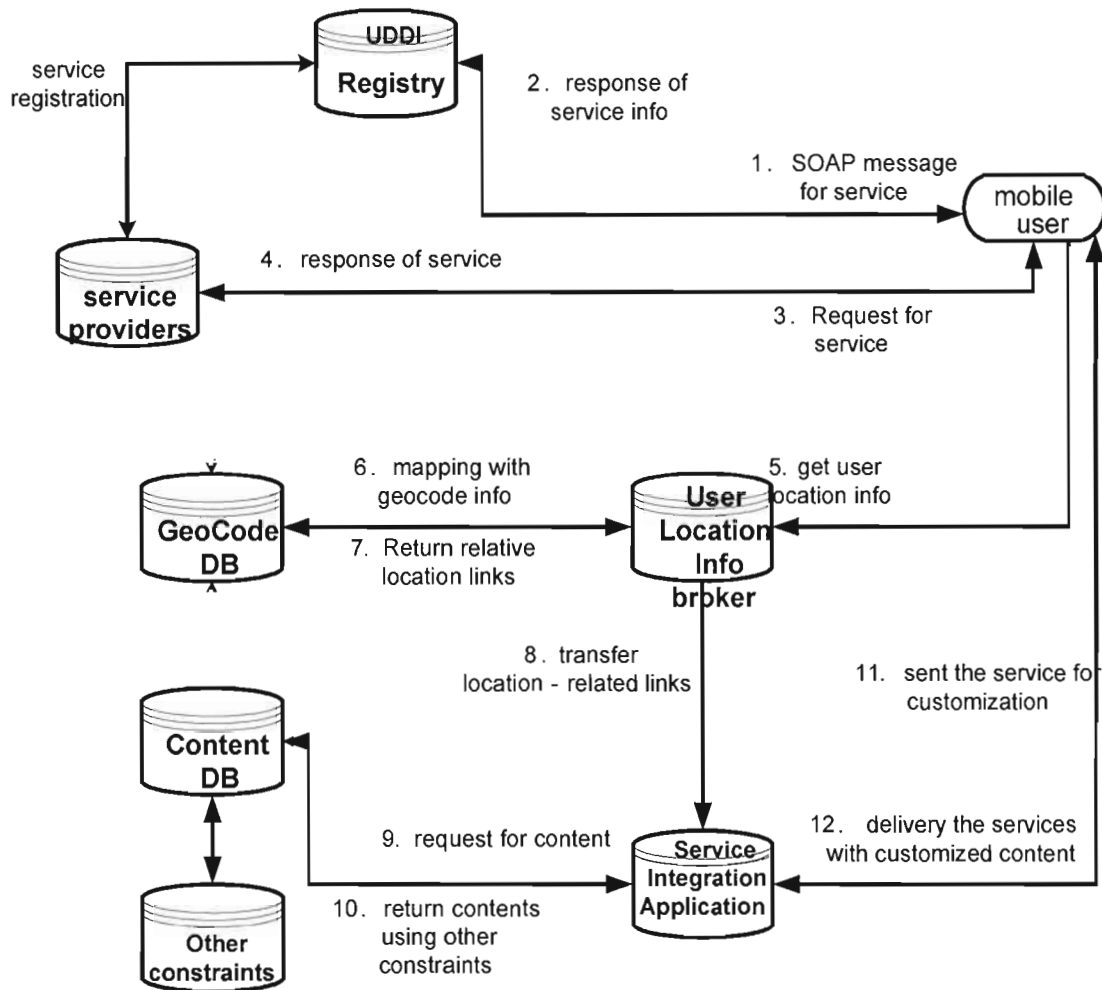 UDDI
Registry
service
registration
2. response of
service info
1. SOAP message
for service
mobile
user
4. response of service
service
providers
3. Request for
service
6. mapping with
geocode info
5. get user
location info
User
Location
Info
broker
GeoCode
DB
7. Return relative
location links
8. transfer
location - related links
11. sent the service for
customization
Content
DB
9. request for content
12. delivery the services
with customized content
Service
Integration
Application
10. return contents
using other
constraints
Other
constraints